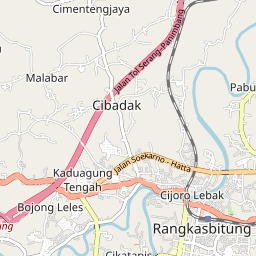 Cimentengjaya
Jalan Tol Serang-Panimbang
Malabar
Pabu
Cibadak
Jalan Soekarno - Hatta
Kaduagung
Tengah
Cijoro Lebak
Bojong Leles
Rangkasbitung
ang
Cikatapis